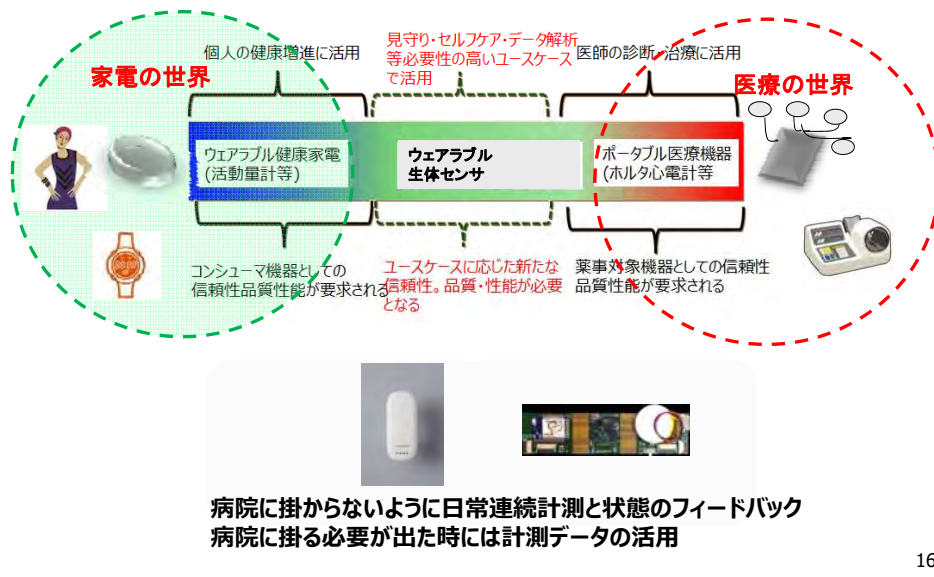 個人の健康増進に活用
見守り・セルフケア・データ解析
等必要性の高いユースケース
で活用
医師の診断・治療に活用
家電の世界
医療の世界
ウェアラブル健康家電
(活動量計等)
ウェアラブル
生体センサ
ポータブル医療機器
(ホルタ心電計等
コンシューマ機器としての
信頼性品質性能が要求される
ユースケースに応じた新たな
信頼性。品質・性能が必要
となる
薬事対象機器としての信頼性
品質性能が要求される
病院に掛からないように日常連続計測と状態のフィードバック
病院に掛る必要が出た時には計測データの活用
16